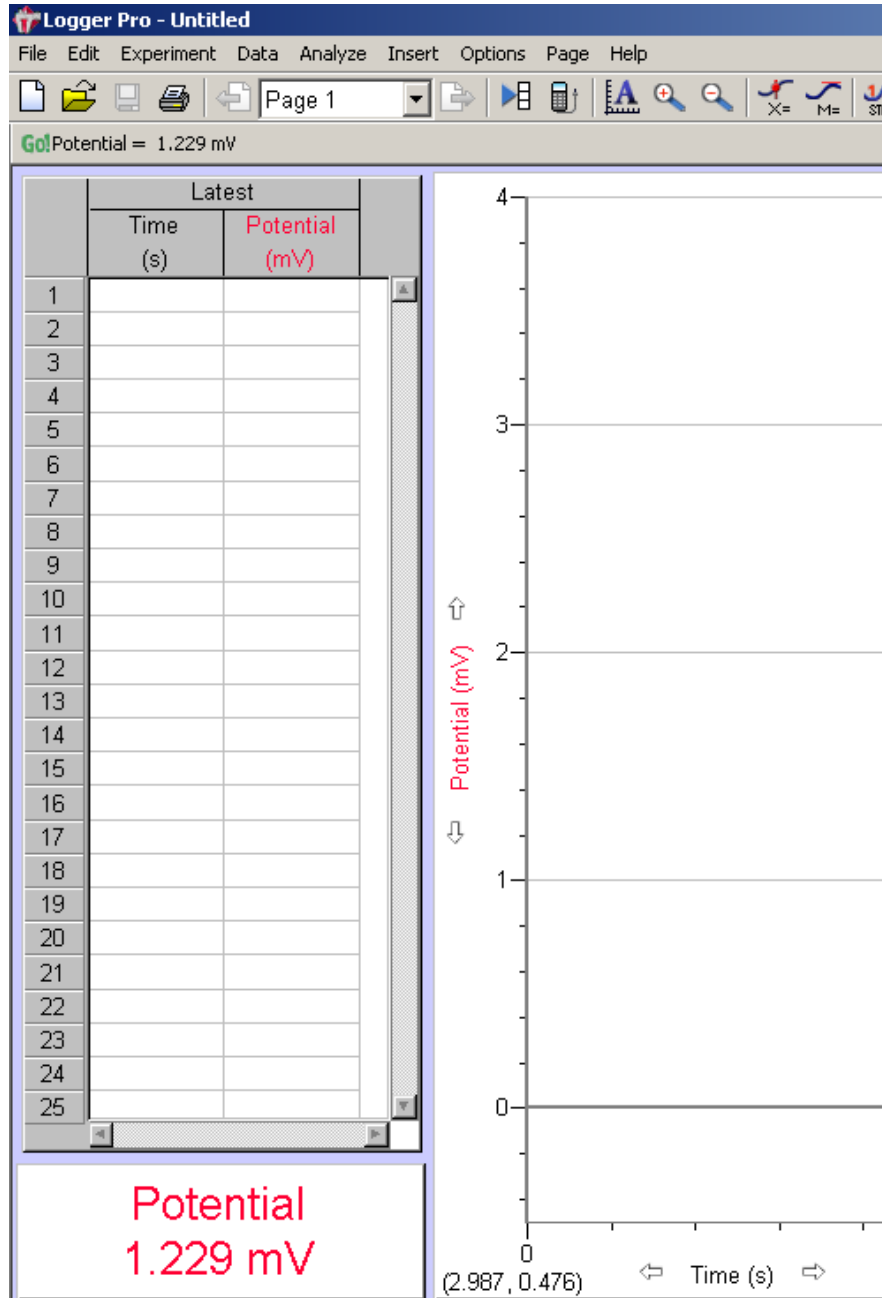 Logger Pro - Untitled
File Edit Experiment Data Analyze Insert Options Page Help
Page 1
X= M=
Go! Potential = 1.229 mV
Latest
Time Potential
(s) (mV)
1
2
3
4
5
6
7
8
9
10
11
12
13
14
15
16
17
18
19
20
21
22
23
24
25
Potential
1.229 mV
4
3
2
1
0
Potential (mV)
0
(2.987, 0.476) Time (s)